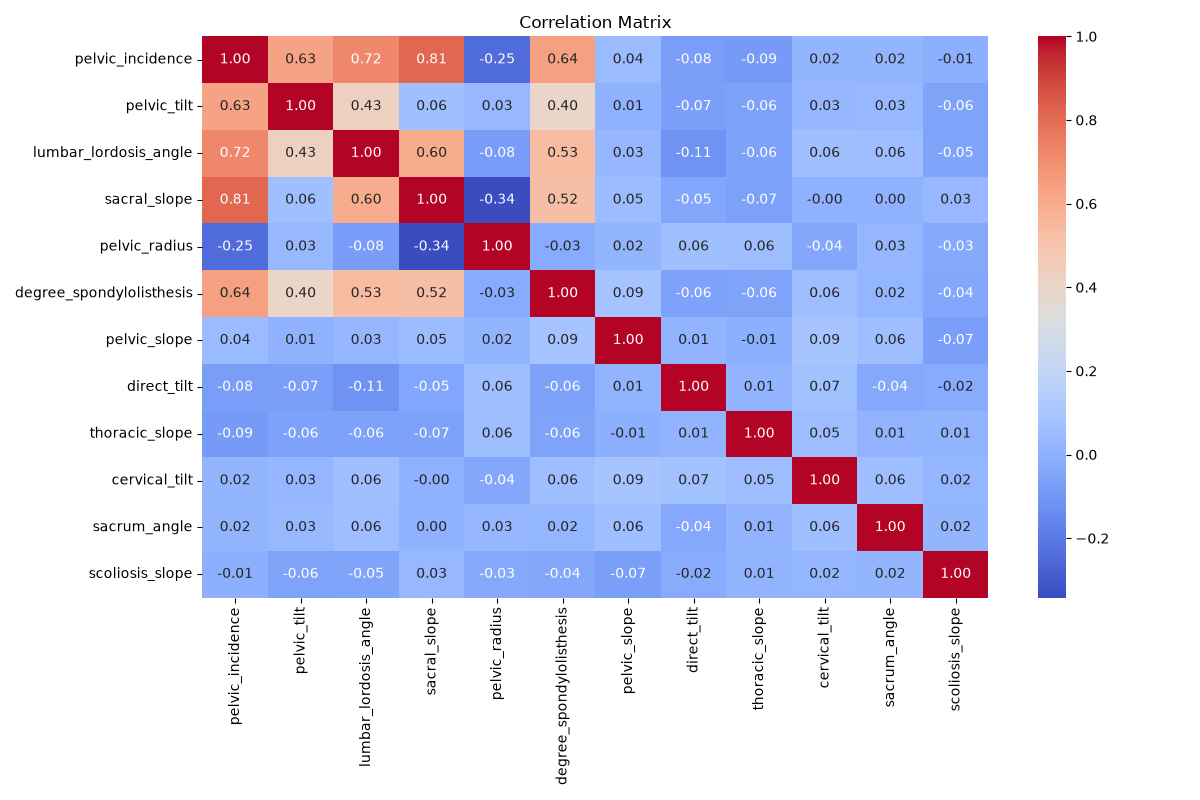 Correlation Matrix
pelvic_incidence 1.00 0.63 0.72 0.81 -0.25 0.64 0.04 -0.08 -0.09 0.02 0.02 -0.01
pelvic_tilt 0.63 1.00 0.43 0.06 0.03 0.40 0.01 -0.07 -0.06 0.03 0.03 -0.06
lumbar_lordosis_angle 0.72 0.43 1.00 0.60 -0.08 0.53 0.03 -0.11 -0.06 0.06 0.06 -0.05
sacral_slope 0.81 0.06 0.60 1.00 -0.34 0.52 0.05 -0.05 -0.07 -0.00 0.00 0.03
pelvic_radius -0.25 0.03 -0.08 -0.34 1.00 -0.03 0.02 0.06 0.06 -0.04 0.03 -0.03
degree_spondylolisthesis 0.64 0.40 0.53 0.52 -0.03 1.00 0.09 -0.06 -0.06 0.06 0.02 -0.04
pelvic_slope 0.04 0.01 0.03 0.05 0.02 0.09 1.00 0.01 -0.01 0.09 0.06 -0.07
direct_tilt -0.08 -0.07 -0.11 -0.05 0.06 -0.06 0.01 1.00 0.01 0.07 -0.04 -0.02
thoracic_slope -0.09 -0.06 -0.06 -0.07 0.06 -0.06 -0.01 0.01 1.00 0.05 0.01 0.01
cervical_tilt 0.02 0.03 0.06 -0.00 -0.04 0.06 0.09 0.07 0.05 1.00 0.06 0.02
sacrum_angle 0.02 0.03 0.06 0.00 0.03 0.02 0.06 -0.04 0.01 0.06 1.00 0.02
scoliosis_slope -0.01 -0.06 -0.05 0.03 -0.03 -0.04 -0.07 -0.02 0.01 0.02 0.02 1.00
pelvic_incidence
pelvic_tilt
lumbar_lordosis_angle
sacral_slope
pelvic_radius
degree_spondylolisthesis
pelvic_slope
direct_tilt
thoracic_slope
cervical_tilt
sacrum_angle
scoliosis_slope
1.0
0.8
0.6
0.4
0.2
0.0
−0.2